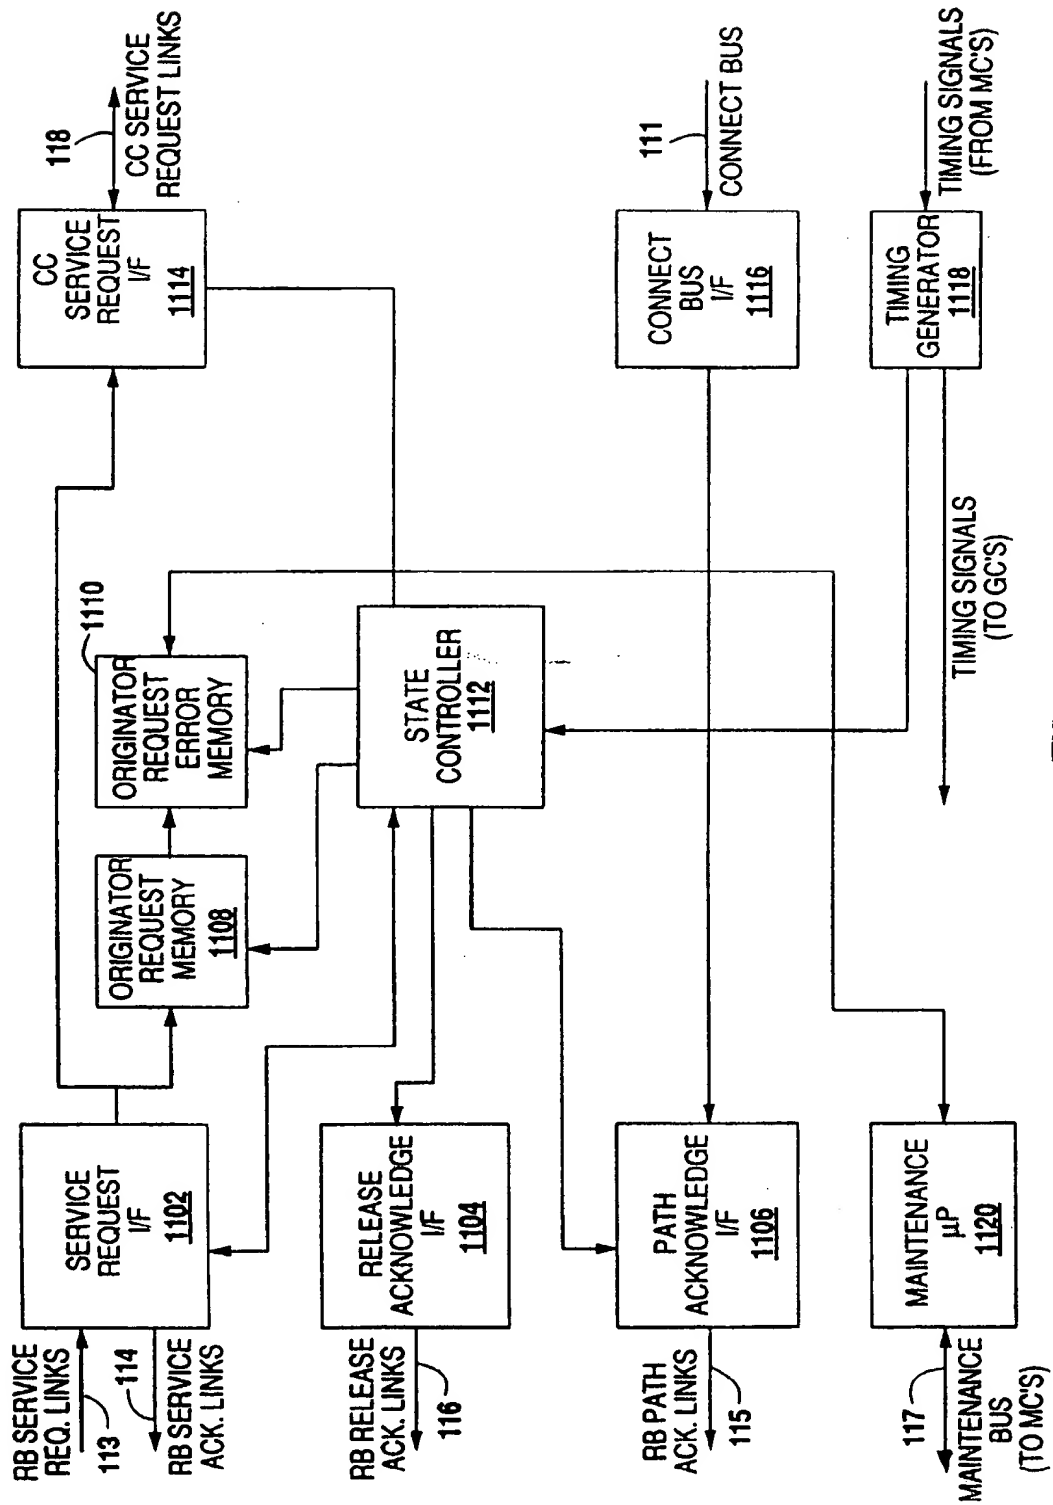 RB SERVICE
REQ. LINKS
113
114
RB SERVICE
ACK. LINKS
SERVICE
REQUEST
I/F
1102
ORIGINATOR
REQUEST
MEMORY
1108
ORIGINATOR
REQUEST
ERROR
MEMORY
1110
CC
SERVICE
REQUEST
I/F
1114
118
CC SERVICE
REQUEST LINKS
RB RELEASE
ACK. LINKS
116
RELEASE
ACKNOWLEDGE
I/F
1104
STATE
CONTROLLER
1112
RB PATH
ACK. LINKS
115
PATH
ACKNOWLEDGE
I/F
1106
CONNECT
BUS
I/F
1116
111
CONNECT BUS
117
MAINTENANCE
BUS
(TO MC'S)
MAINTENANCE
μP
1120
TIMING SIGNALS
(TO GC'S)
TIMING
GENERATOR
1118
TIMING SIGNALS
(FROM MC'S)